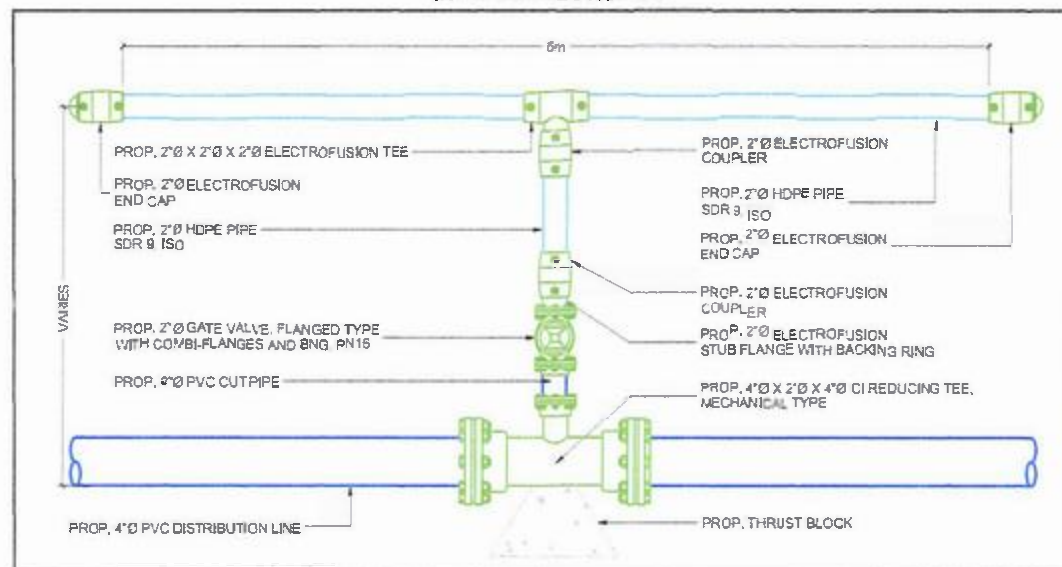 6m
PROP. 2"Ø X 2"Ø X 2"Ø ELECTROFUSION TEE
PROP. 2"Ø ELECTROFUSION
END CAP
PROP. 2"Ø HDPE PIPE
SDR 9, ISO
VARIES
PROP. 2"Ø GATE VALVE, FLANGED TYPE
WITH COMBI-FLANGES AND BNG, PN16
PVC CUT PIPE
PROP. 4"Ø PVC DISTRIBUTION LINE
PROP. 2"Ø ELECTROFUSION
COUPLER
PROP. 2"Ø HDPE PIPE
SDR 9, ISO
PROP. 2"Ø ELECTROFUSION
END CAP
PROP. 2"Ø ELECTROFUSION
COUPLER
PROP. 2"Ø ELECTROFUSION
STUB FLANGE WITH BACKING RING
PROP. 4"Ø X 2"Ø X 4"Ø CI REDUCING TEE,
MECHANICAL TYPE
PROP. THRUST BLOCK